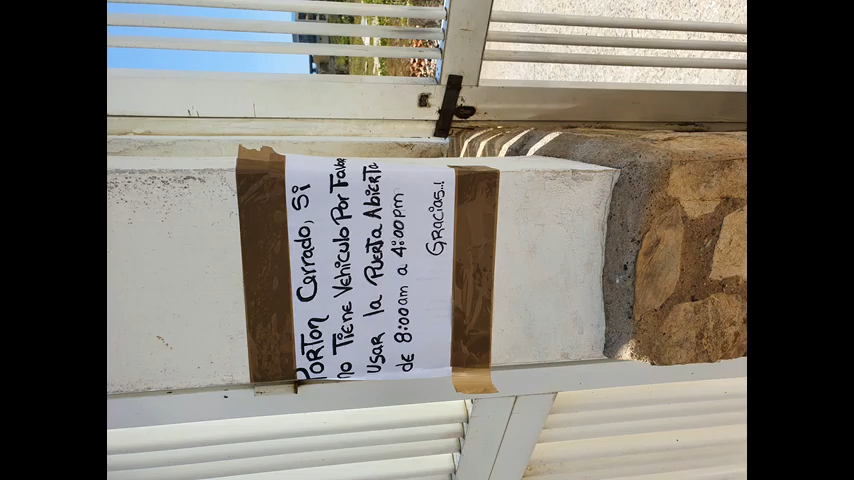 PORTON Cerrado, Si
no Tiene Vehiculo Por Favor
usar la Puerta Abierta
de 8:00am a 4:00pm
Gracias..!